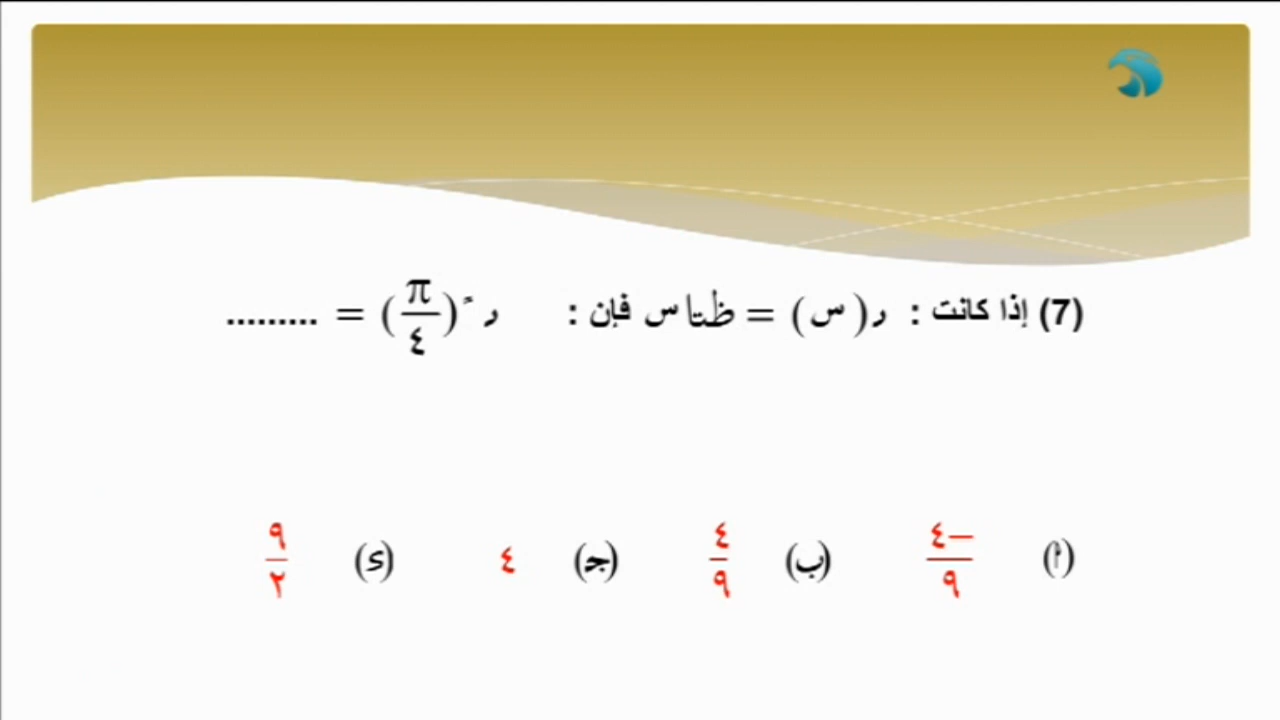 (7) إذا كانت : ر(س) = ظتا س فإن : ر ً(π/٤) = .........
(أ) −٤/٩ (ب) ٤/٩ (جـ) ٤ (ى) ٩/٢